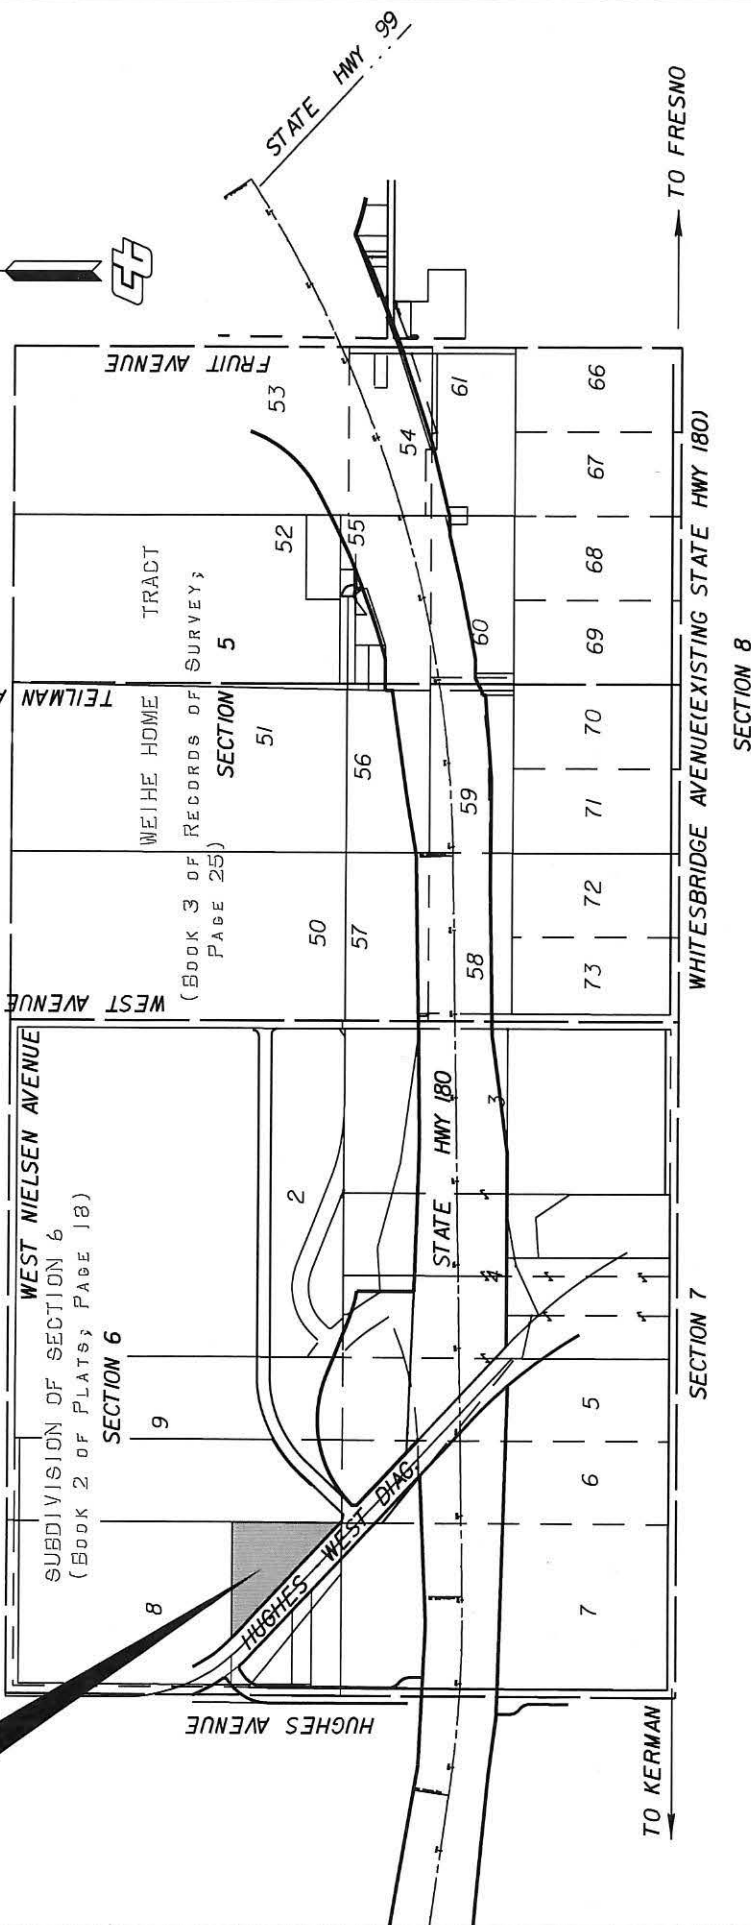 STATE HWY 99
FRUIT AVENUE
53
54
61
66
67
52
55
68
WEIHE HOME TRACT
(BOOK 3 OF RECORDS OF SURVEY;
PAGE 25)
SECTION 5
60
69
TEILMAN A
51
56
59
70
71
50
57
58
72
73
WHITESBRIDGE AVENUE(EXISTING STATE HWY 180)
TO FRESNO
SECTION 8
WEST AVENUE
WEST NIELSEN AVENUE
SUBDIVISION OF SECTION 6
(BOOK 2 OF PLATS; PAGE 18)
SECTION 6
2
STATE HWY 180
3
4
9
5
6
8
7
HUGHES WEST DIAG.
HUGHES AVENUE
SECTION 7
TO KERMAN